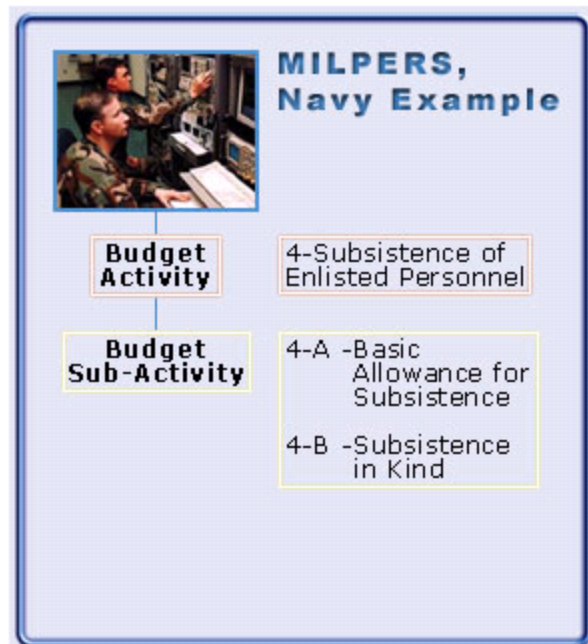 MILPERS,
Navy Example
Budget
Activity
4-Subsistence of
Enlisted Personnel
Budget
Sub-Activity
4-A -Basic
Allowance for
Subsistence
4-B -Subsistence
in Kind